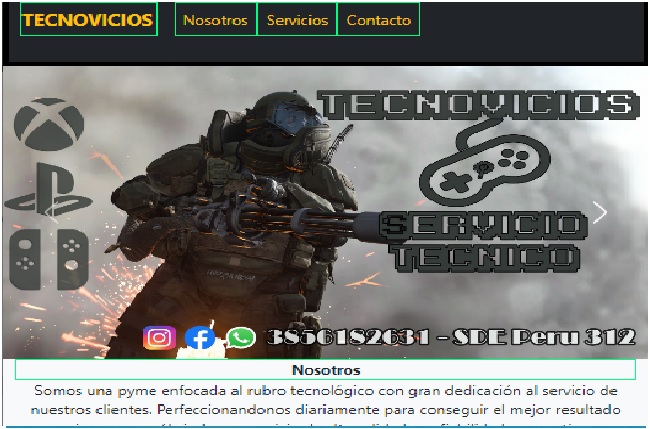 TECNOVICIOS
Nosotros Servicios Contacto
TECNOVICIOS
SERVICIO
TECNICO
3856182631 - SDE Peru 312
Nosotros
Somos una pyme enfocada al rubro tecnológico con gran dedicación al servicio de
nuestros clientes. Perfeccionandonos diariamente para conseguir el mejor resultado